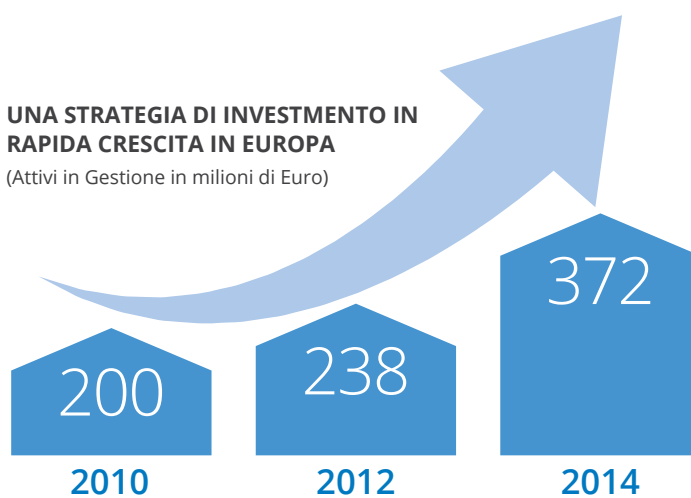 UNA STRATEGIA DI INVESTMENTO IN
RAPIDA CRESCITA IN EUROPA
(Attivi in Gestione in milioni di Euro)
200
238
372
2010
2012
2014